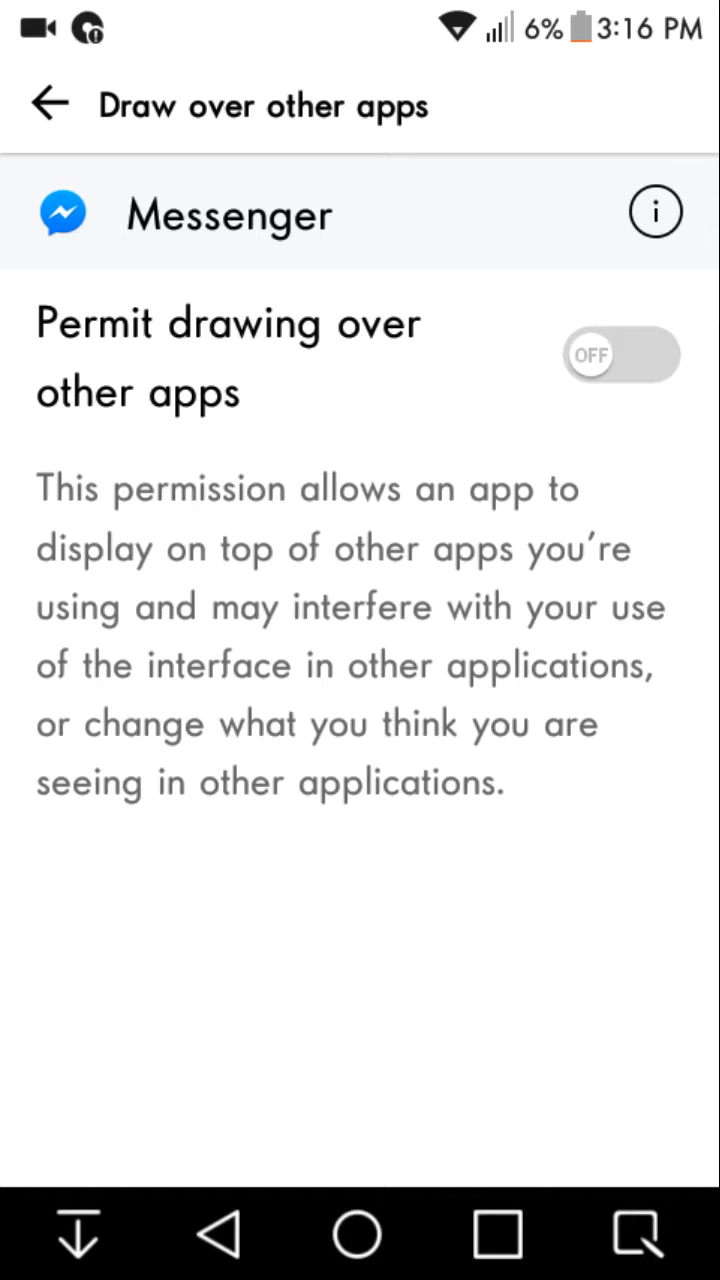 6% 3:16 PM
Draw over other apps
Messenger
Permit drawing over
other apps
OFF
This permission allows an app to
display on top of other apps you’re
using and may interfere with your use
of the interface in other applications,
or change what you think you are
seeing in other applications.